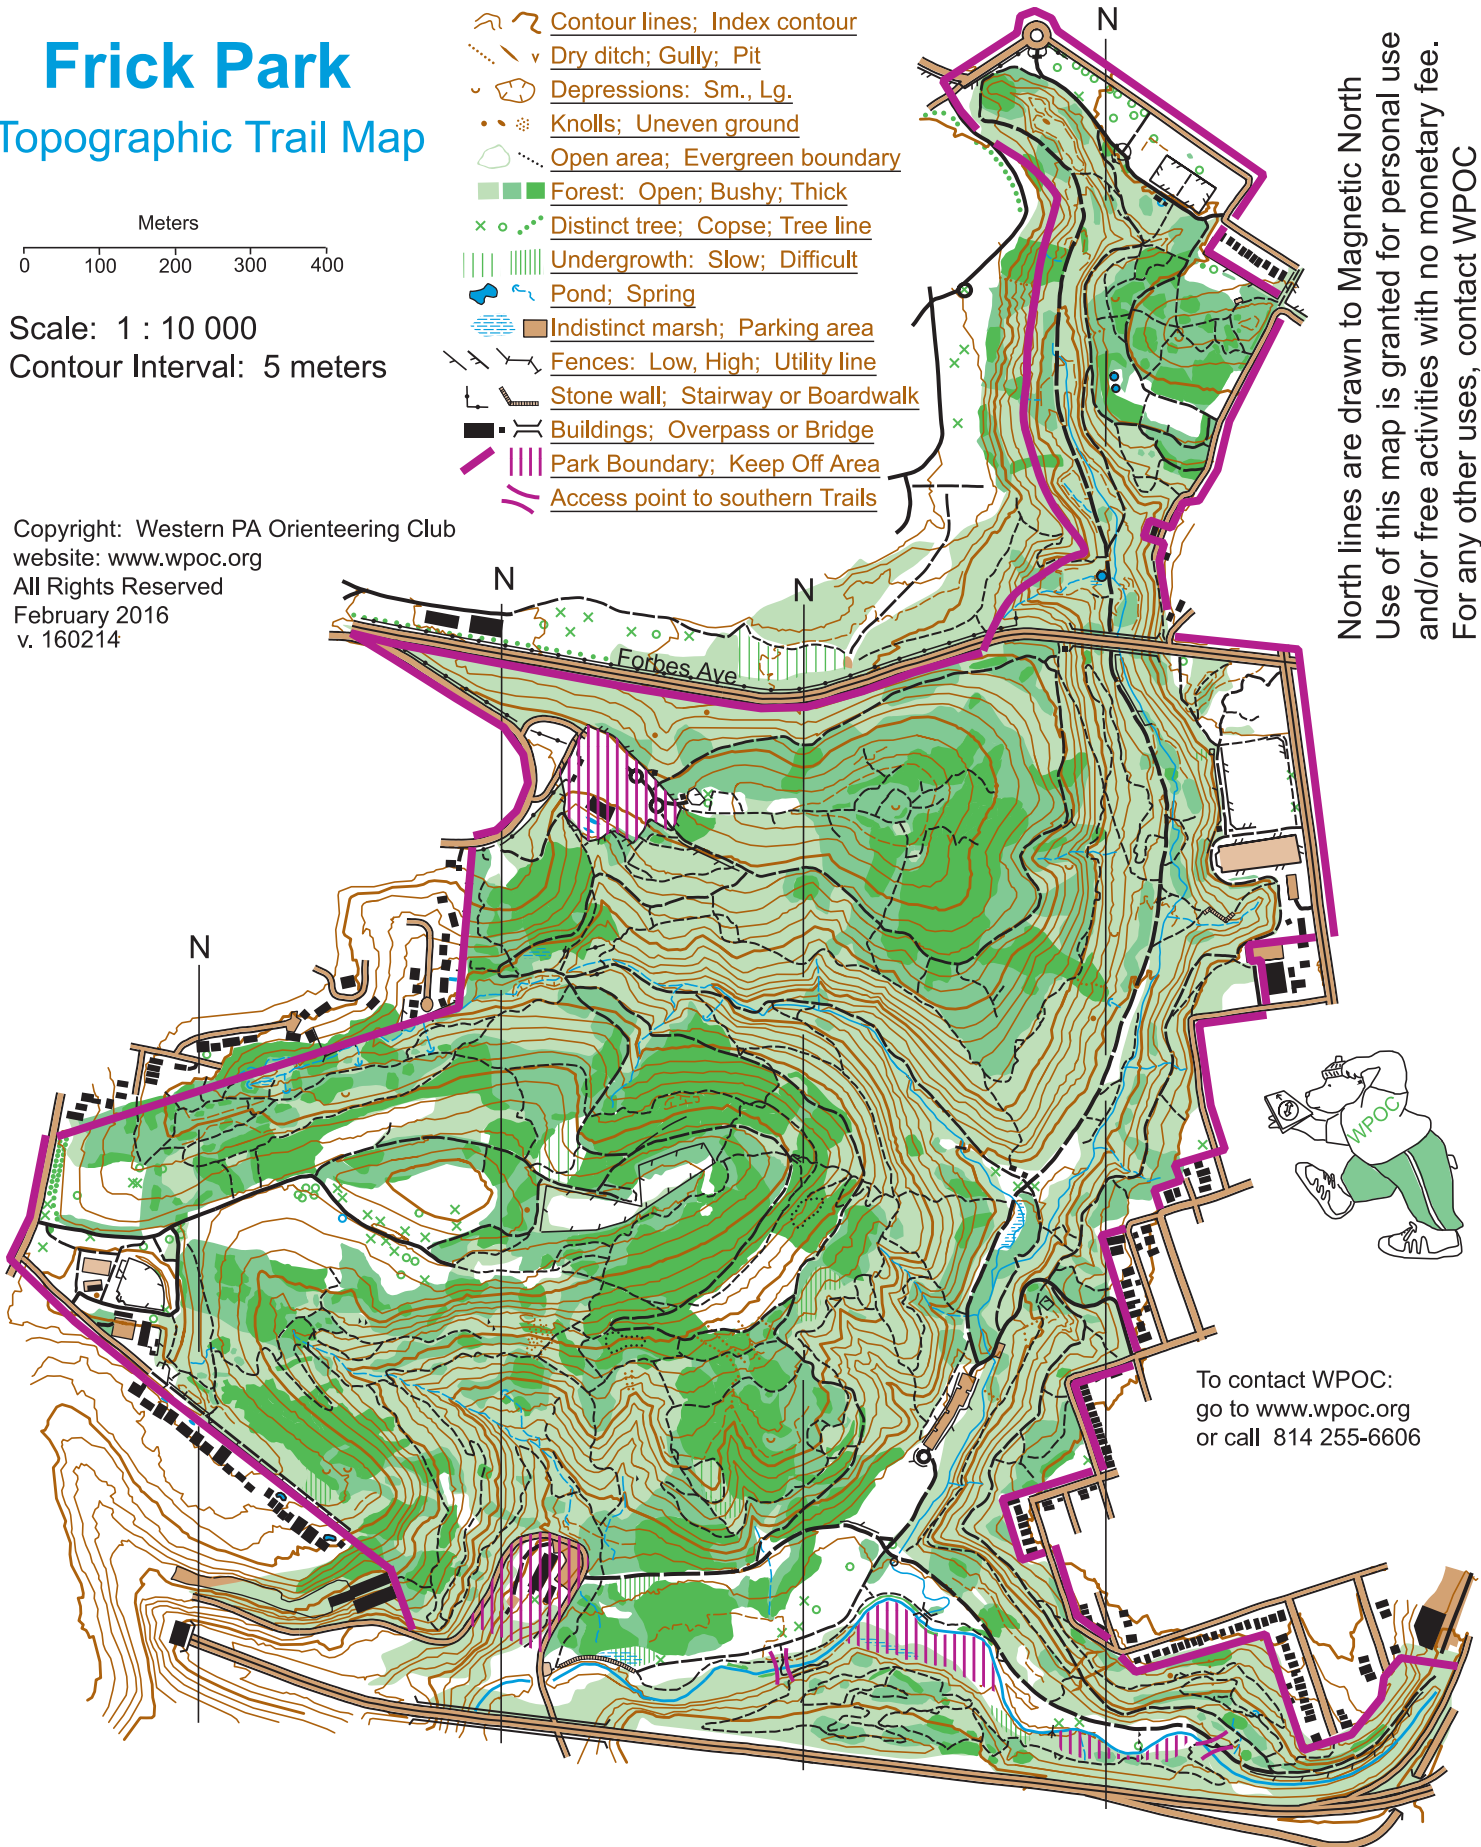 Frick Park
Topographic Trail Map
Meters
0 100 200 300 400
Scale: 1 : 10 000
Contour Interval: 5 meters
Copyright: Western PA Orienteering Club
website: www.wpoc.org
All Rights Reserved
February 2016
v. 160214
Contour lines; Index contour
Dry ditch; Gully; Pit
Depressions: Sm., Lg.
Knolls; Uneven ground
Open area; Evergreen boundary
Forest: Open; Bushy; Thick
Distinct tree; Copse; Tree line
Undergrowth: Slow; Difficult
Pond; Spring
Indistinct marsh; Parking area
Fences: Low, High; Utility line
Stone wall; Stairway or Boardwalk
Buildings; Overpass or Bridge
Park Boundary; Keep Off Area
Access point to southern Trails
N
North lines are drawn to Magnetic North
Use of this map is granted for personal use
and/or free activities with no monetary fee.
For any other uses, contact WPOC
N
N
Forbes Ave
N
WPOC
To contact WPOC:
go to www.wpoc.org
or call 814 255-6606